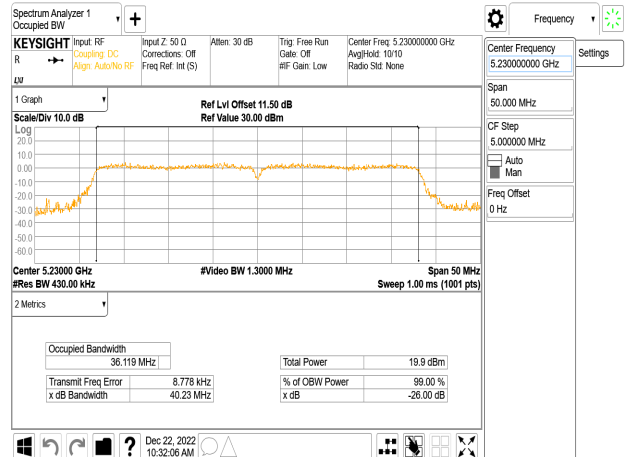 Spectrum Analyzer 1
Occupied BW
Frequency
KEYSIGHT
R
Input: RF
Coupling: DC
Align: Auto/No RF
Input Z: 50 Ω
Corrections: Off
Freq Ref: Int (S)
Atten: 30 dB
Trig: Free Run
Gate: Off
#IF Gain: Low
Center Freq: 5.230000000 GHz
Avg|Hold: 10/10
Radio Std: None
Center Frequency
5.230000000 GHz
Settings
Span
50.000 MHz
CF Step
5.000000 MHz
Auto
Man
Freq Offset
0 Hz
1 Graph
Scale/Div 10.0 dB
Ref Lvl Offset 11.50 dB
Ref Value 30.00 dBm
Log
20.0
10.0
0.00
-10.0
-20.0
-30.0
-40.0
-50.0
-60.0
Center 5.23000 GHz
#Video BW 1.3000 MHz
Span 50 MHz
#Res BW 430.00 kHz
Sweep 1.00 ms (1001 pts)
2 Metrics
Occupied Bandwidth
36.119 MHz
Total Power 19.9 dBm
Transmit Freq Error 8.778 kHz
% of OBW Power 99.00 %
x dB Bandwidth 40.23 MHz
x dB -26.00 dB
?
Dec 22, 2022
10:32:06 AM